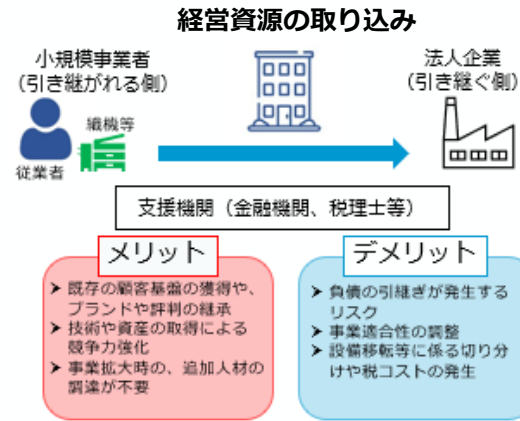 経営資源の取り込み
小規模事業者
（引き継がれる側）
法人企業
（引き継ぐ側）
織機等
従業者
支援機関（金融機関、税理士等）
メリット
➤ 既存の顧客基盤の獲得や、
ブランドや評判の継承
➤ 技術や資産の取得による
競争力強化
➤ 事業拡大時の、追加人材の
調達が不要
デメリット
➤ 負債の引継ぎが発生する
リスク
➤ 事業適合性の調整
➤ 設備移転等に係る切り分
けや税コストの発生